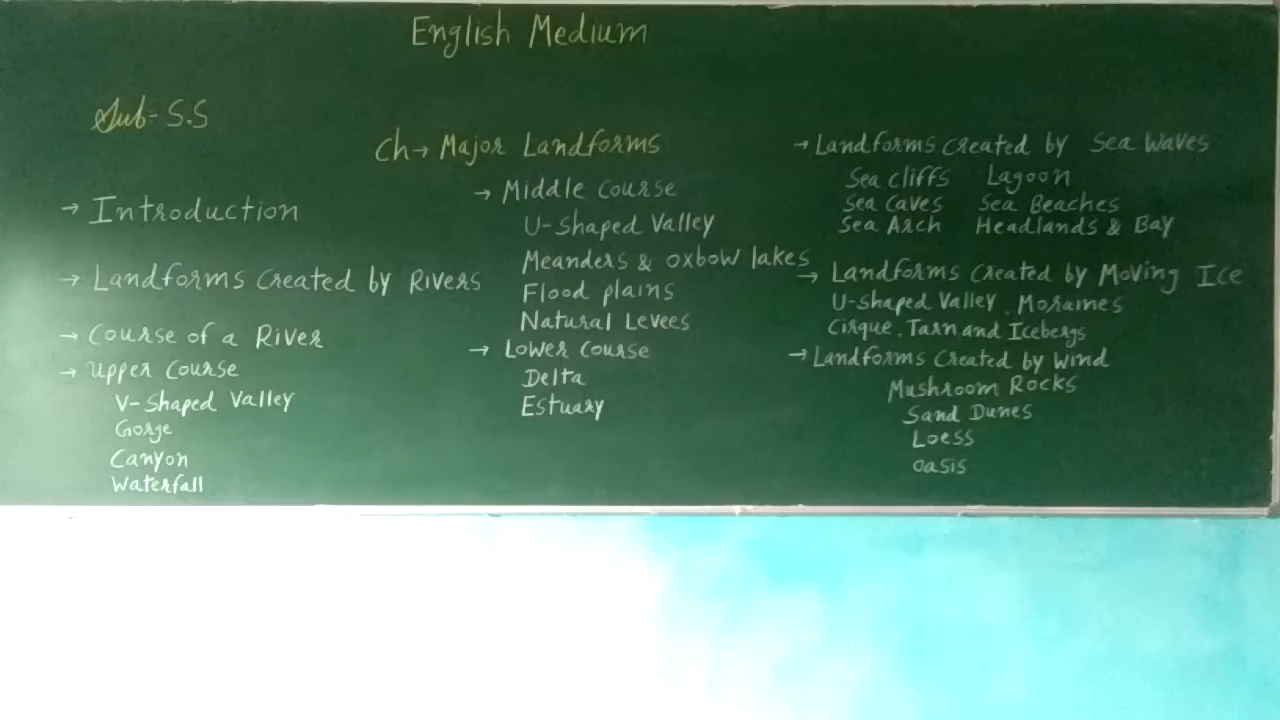 English Medium
Sub- S.S
Ch→ Major Landforms
→ Introduction
→ Landforms created by Rivers
→ Course of a River
→ Upper Course
V-Shaped Valley
Gorge
Canyon
Waterfall
→ Middle Course
U-Shaped Valley
Meanders & oxbow lakes
Flood plains
Natural Levees
→ Lower Course
Delta
Estuary
→ Landforms created by Sea Waves
Sea cliffs Lagoon
Sea Caves Sea Beaches
Sea Arch Headlands & Bay
→ Landforms created by Moving Ice
U-shaped Valley, Moraines
Cirque, Tarn and Icebergs
→ Landforms created by Wind
Mushroom Rocks
Sand Dunes
Loess
Oasis